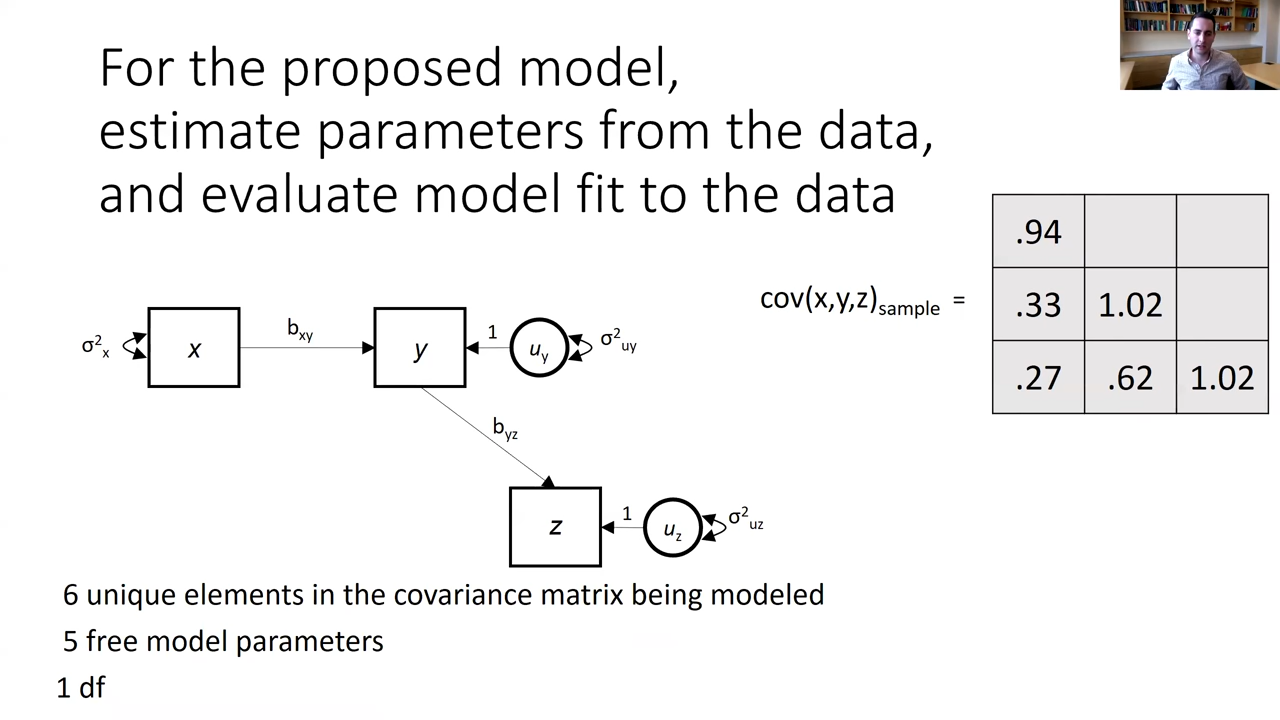 For the proposed model,
estimate parameters from the data,
and evaluate model fit to the data
cov(x,y,z)sample =
.94
.33 1.02
.27 .62 1.02
σ²x x bxy y 1 uy σ²uy
byz
z 1 uz σ²uz
6 unique elements in the covariance matrix being modeled
5 free model parameters
1 df